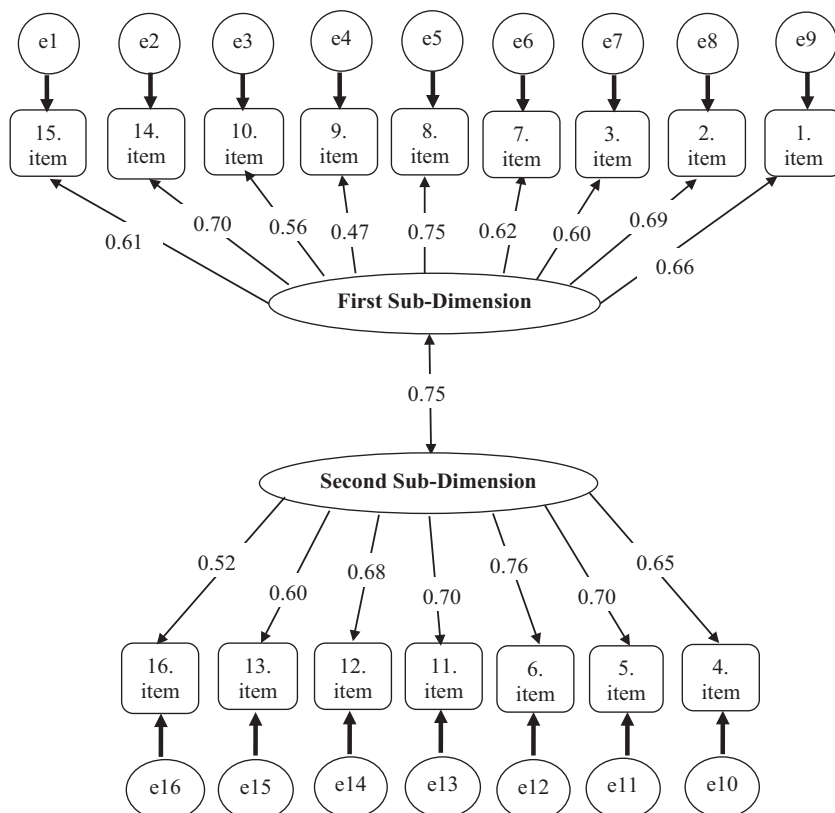 e1 e2 e3 e4 e5 e6 e7 e8 e9
15. 14. 10. 9. 8. 7. 3. 2. 1.
item item item item item item item item item
0.61 0.70 0.56 0.47 0.75 0.62 0.60 0.69 0.66
First Sub-Dimension
0.75
Second Sub-Dimension
0.52 0.60 0.68 0.70 0.76 0.70 0.65
16. 13. 12. 11. 6. 5. 4.
item item item item item item item
e16 e15 e14 e13 e12 e11 e10